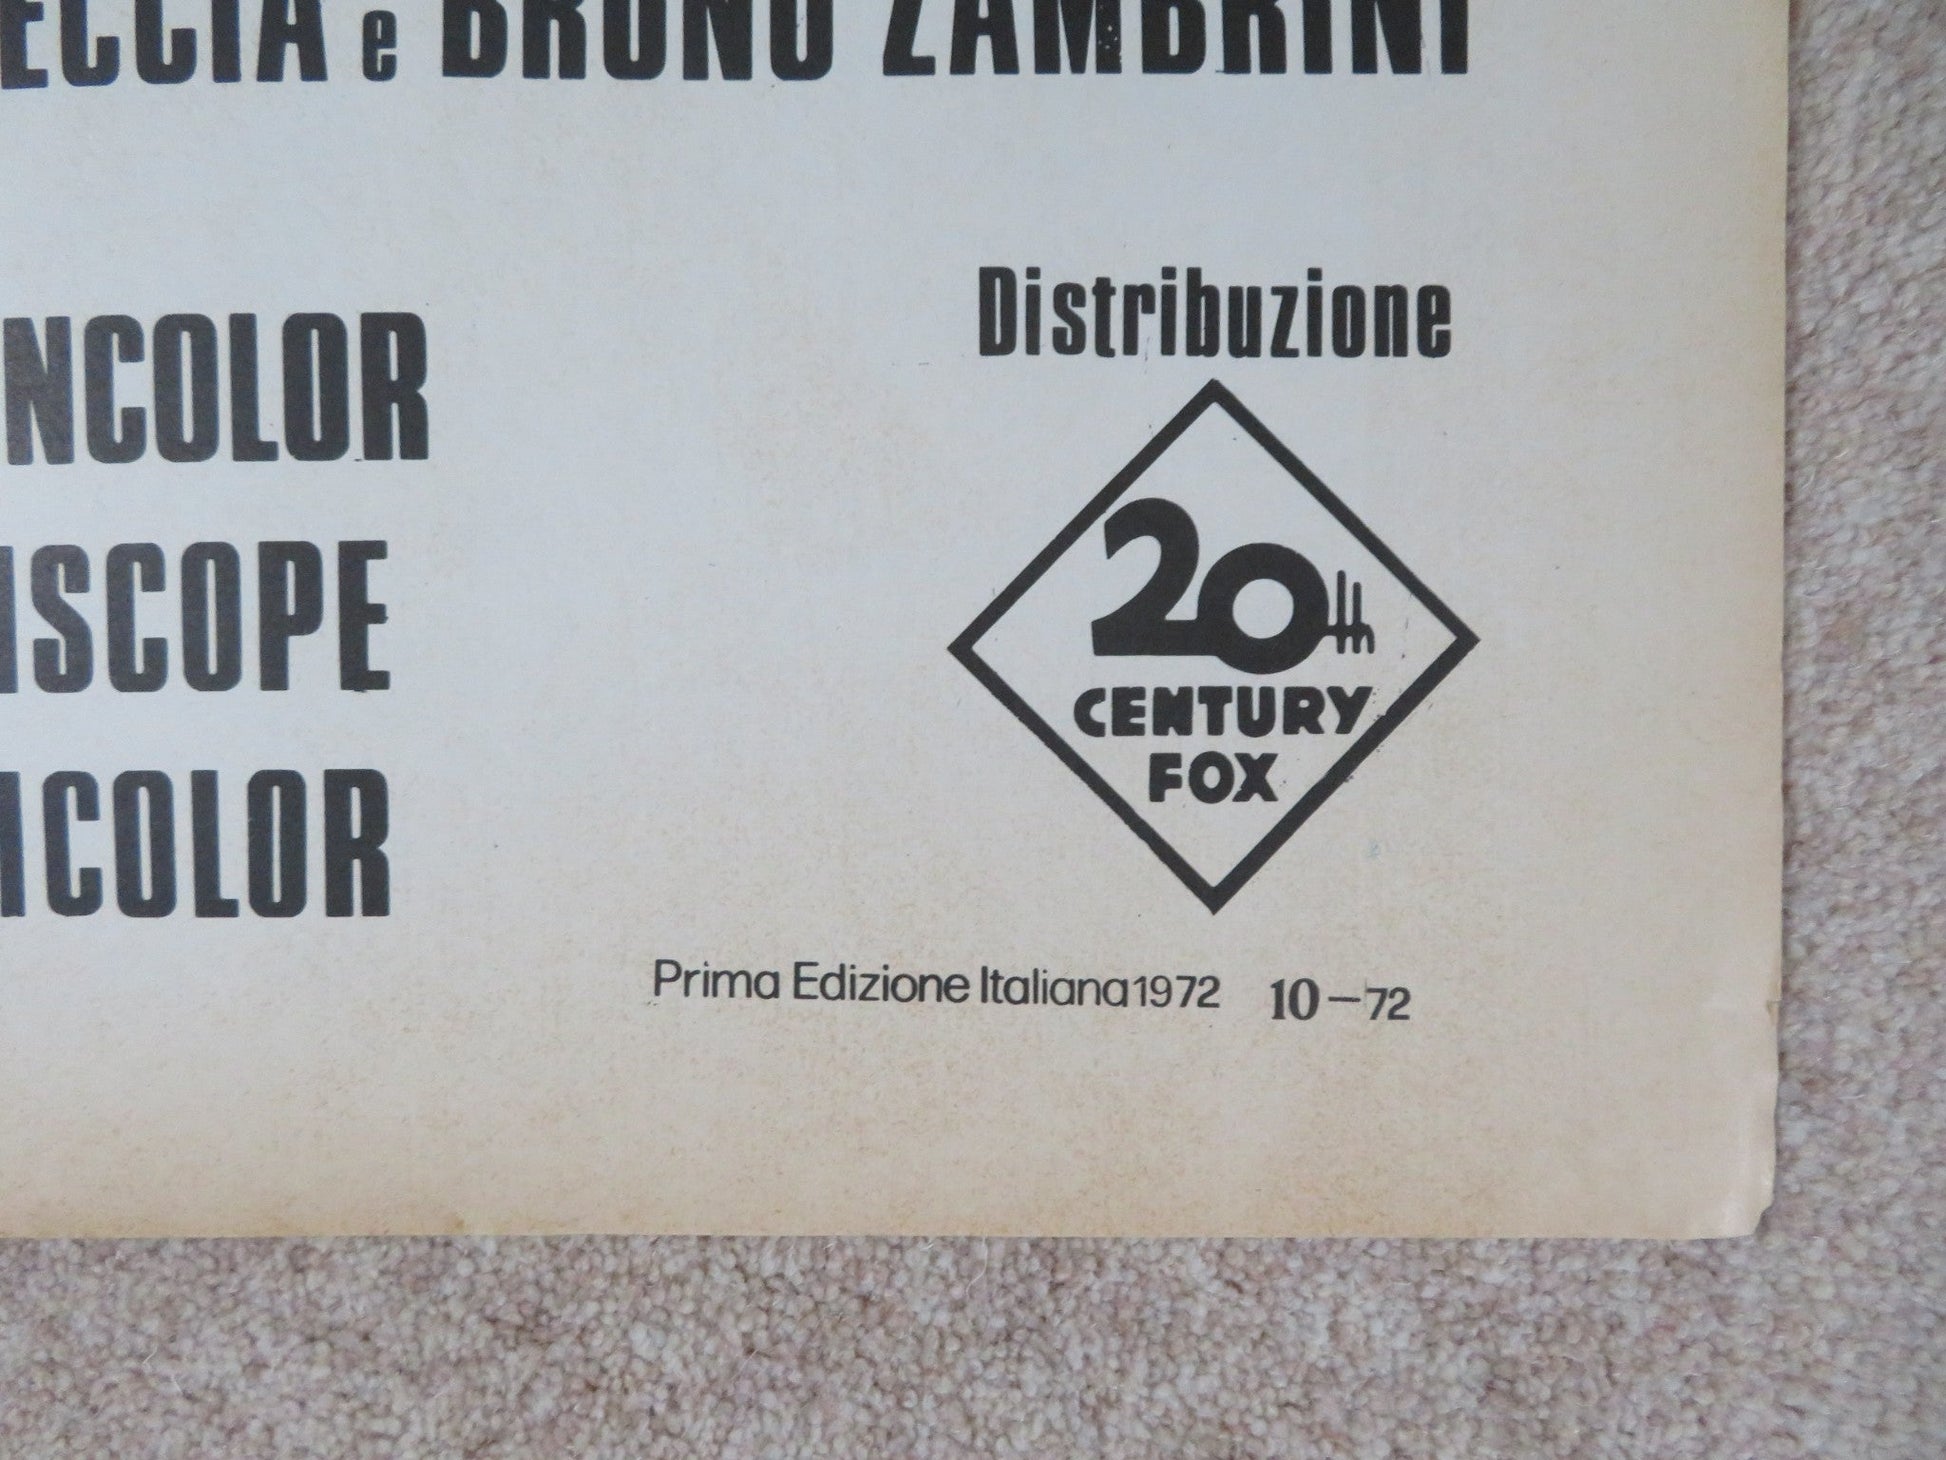 ECCIA e BRUNO ZAMBRINI
NCOLOR
ISCOPE
ICOLOR
Distribuzione
20th
CENTURY
FOX
Prima Edizione Italiana 1972 10-72